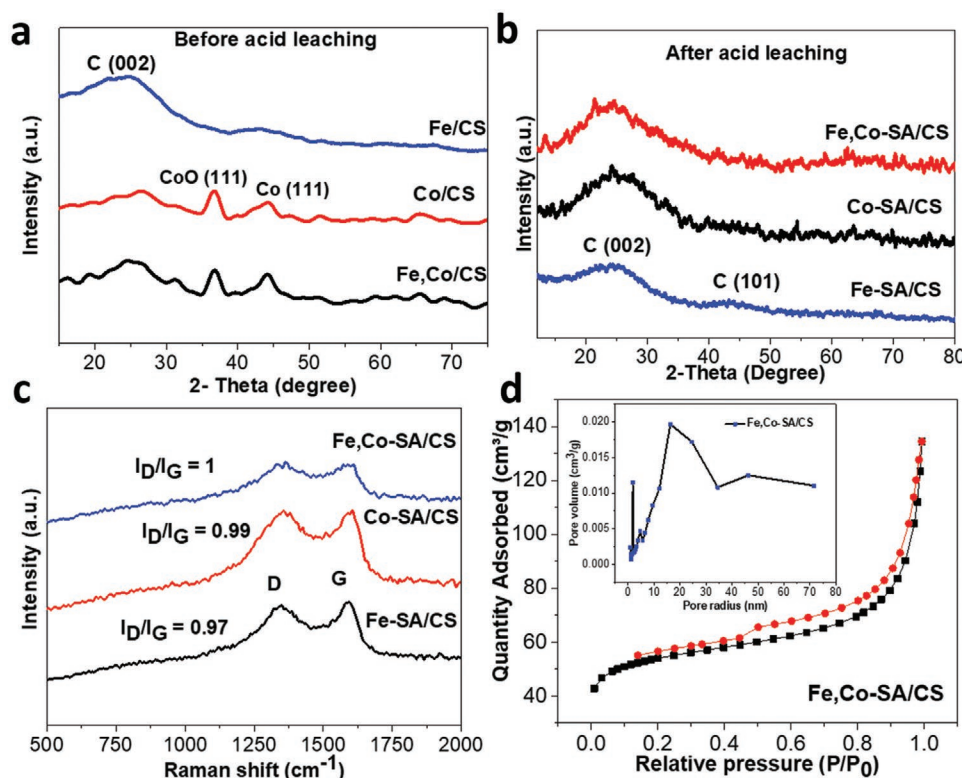 a
Before acid leaching
C (002)
Fe/CS
CoO (111)
Co (111)
Co/CS
Fe,Co/CS
Intensity (a.u.)
20 30 40 50 60 70
2- Theta (degree)
b
After acid leaching
Fe,Co-SA/CS
Co-SA/CS
C (002)
C (101)
Fe-SA/CS
Intensity (a.u.)
20 30 40 50 60 70 80
2-Theta (Degree)
c
Fe,Co-SA/CS
ID/IG = 1
Co-SA/CS
ID/IG = 0.99
D G
Fe-SA/CS
ID/IG = 0.97
Intensity (a.u.)
500 750 1000 1250 1500 1750 2000
Raman shift (cm⁻¹)
d
140
120
100
80
60
40
Quantity Adsorbed (cm³/g)
Fe,Co-SA/CS
0.020
0.015
0.010
0.005
0.000
Pore volume (cm³/g)
0 10 20 30 40 50 60 70 80
Pore radius (nm)
Fe,Co-SA/CS
0.0 0.2 0.4 0.6 0.8 1.0
Relative pressure (P/P0)